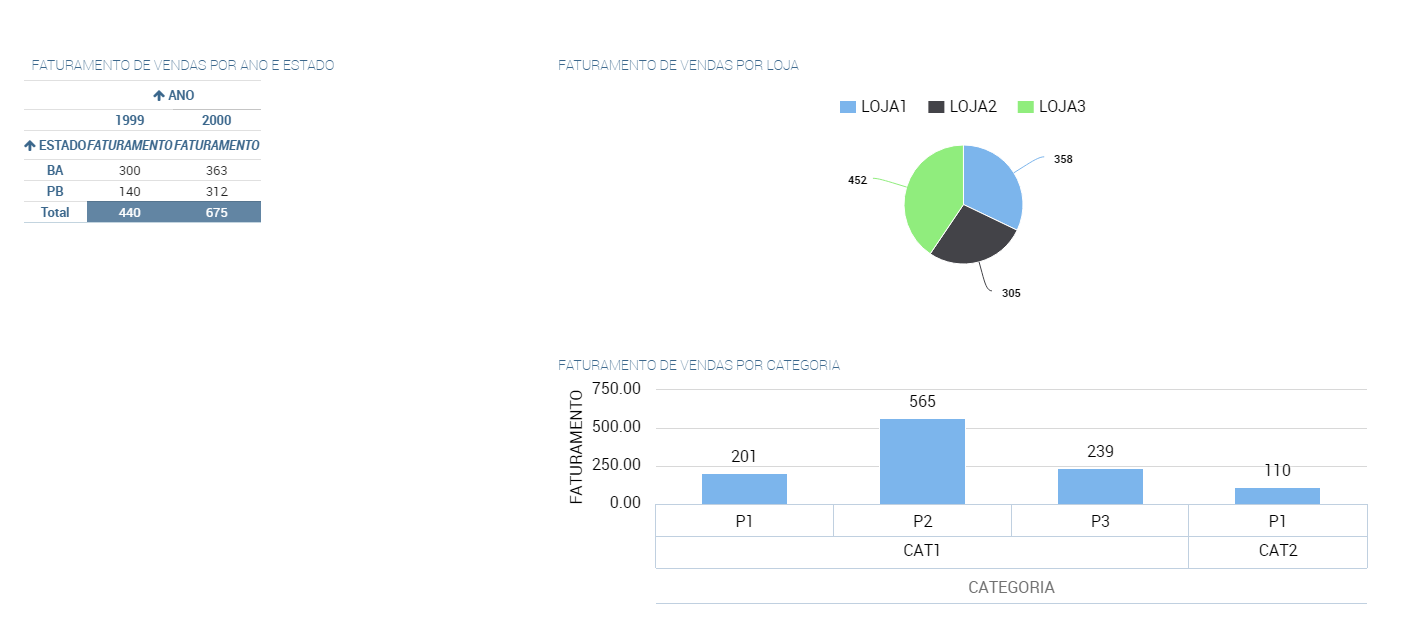 FATURAMENTO DE VENDAS POR ANO E ESTADO
ANO
1999 2000
ESTADO FATURAMENTO FATURAMENTO
BA 300 363
PB 140 312
Total 440 675
FATURAMENTO DE VENDAS POR LOJA
LOJA1 LOJA2 LOJA3
358
452
305
FATURAMENTO DE VENDAS POR CATEGORIA
FATURAMENTO
750.00
500.00
250.00
0.00
201 565 239 110
P1 P2 P3 P1
CAT1 CAT2
CATEGORIA